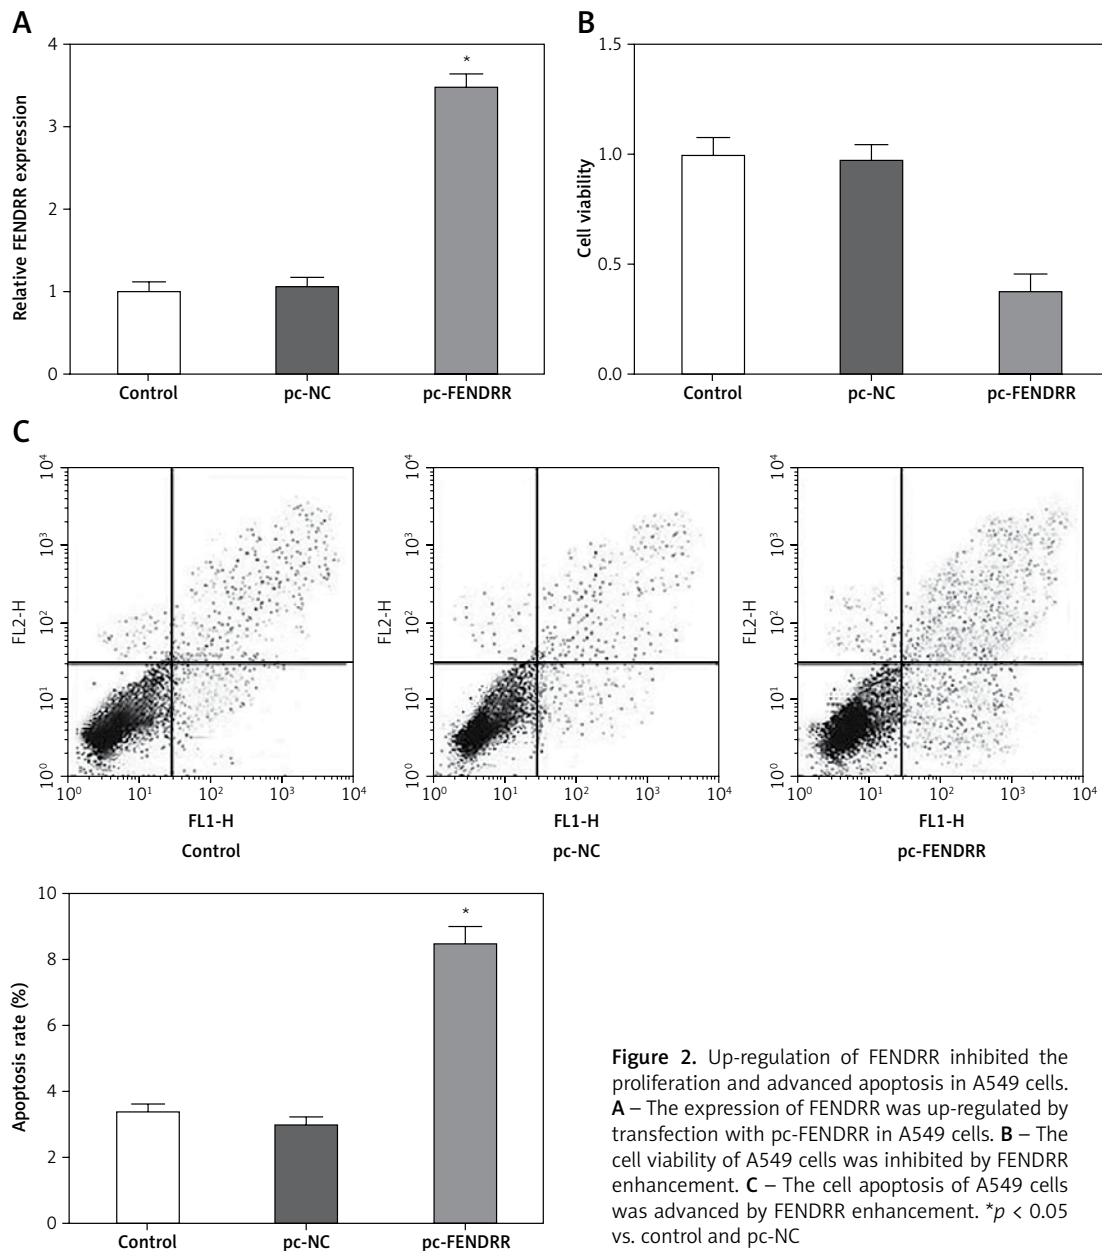 A
Relative FENDRR expression
4
3
2
1
0
*
Control pc-NC pc-FENDRR
B
Cell viability
1.5
1.0
0.5
0.0
Control pc-NC pc-FENDRR
C
FL2-H
10⁴
10³
10²
10¹
10⁰
10⁰ 10¹ 10² 10³ 10⁴
FL1-H
Control
FL2-H
10⁴
10³
10²
10¹
10⁰
10⁰ 10¹ 10² 10³ 10⁴
FL1-H
pc-NC
FL2-H
10⁴
10³
10²
10¹
10⁰
10⁰ 10¹ 10² 10³ 10⁴
FL1-H
pc-FENDRR
Apoptosis rate (%)
10
8
6
4
2
0
*
Control pc-NC pc-FENDRR
Figure 2. Up-regulation of FENDRR inhibited the
proliferation and advanced apoptosis in A549 cells.
A – The expression of FENDRR was up-regulated by
transfection with pc-FENDRR in A549 cells. B – The
cell viability of A549 cells was inhibited by FENDRR
enhancement. C – The cell apoptosis of A549 cells
was advanced by FENDRR enhancement. *p < 0.05
vs. control and pc-NC